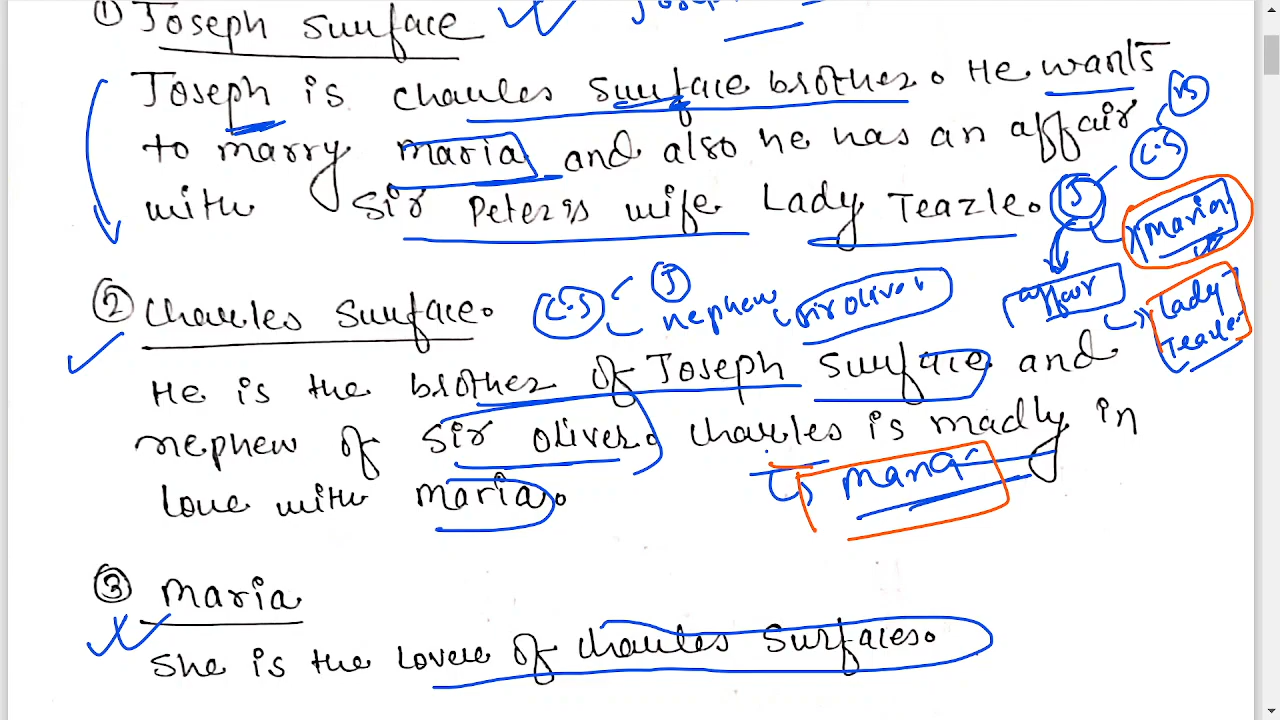 ① Joseph Surface
Joseph is Charles Surface brother. He wants
to marry maria and also he has an affair
with Sir Peter's wife Lady Teazle.
BS
C.S
J
Maria
affair
Lady
Teazle
② Charles Surface.
C.S
J
nephew Sir Oliver
He is the brother of Joseph Surface and
nephew of Sir Oliver. Charles is madly in
love with maria.
Maria
③ Maria
She is the lover of Charles Surfaces.